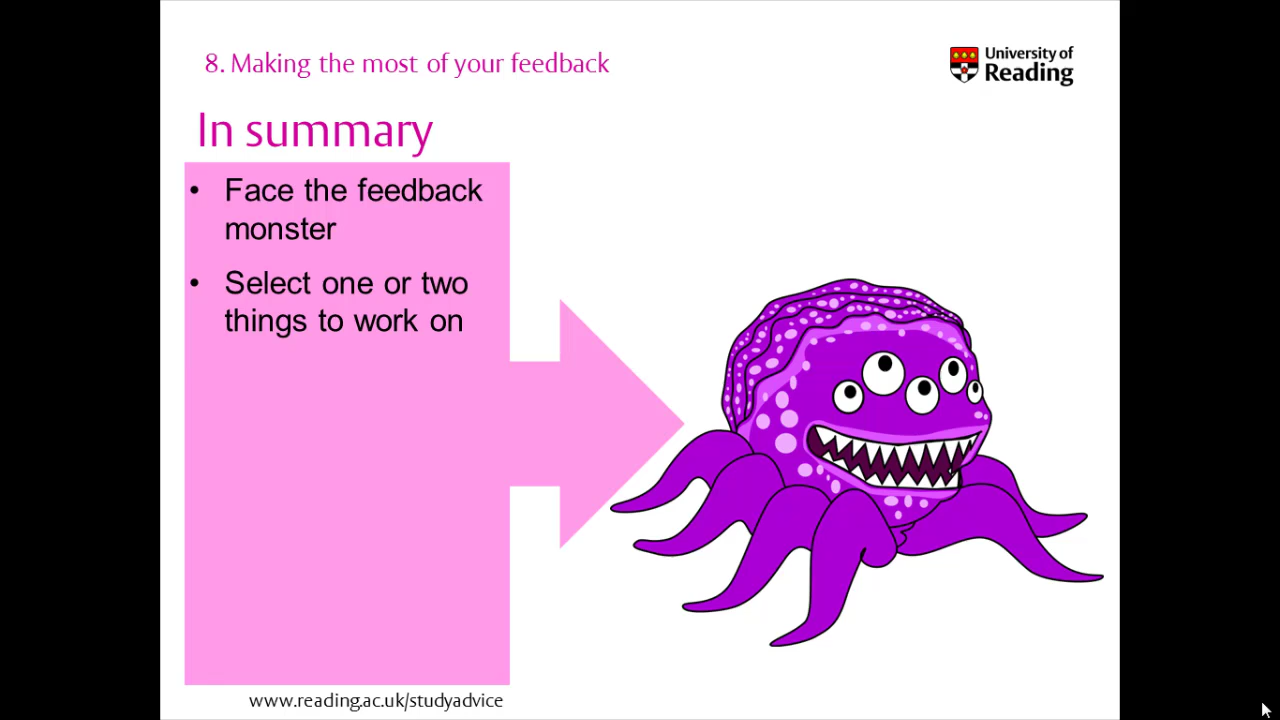 8. Making the most of your feedback
University of
Reading
In summary
• Face the feedback
monster
• Select one or two
things to work on
www.reading.ac.uk/studyadvice